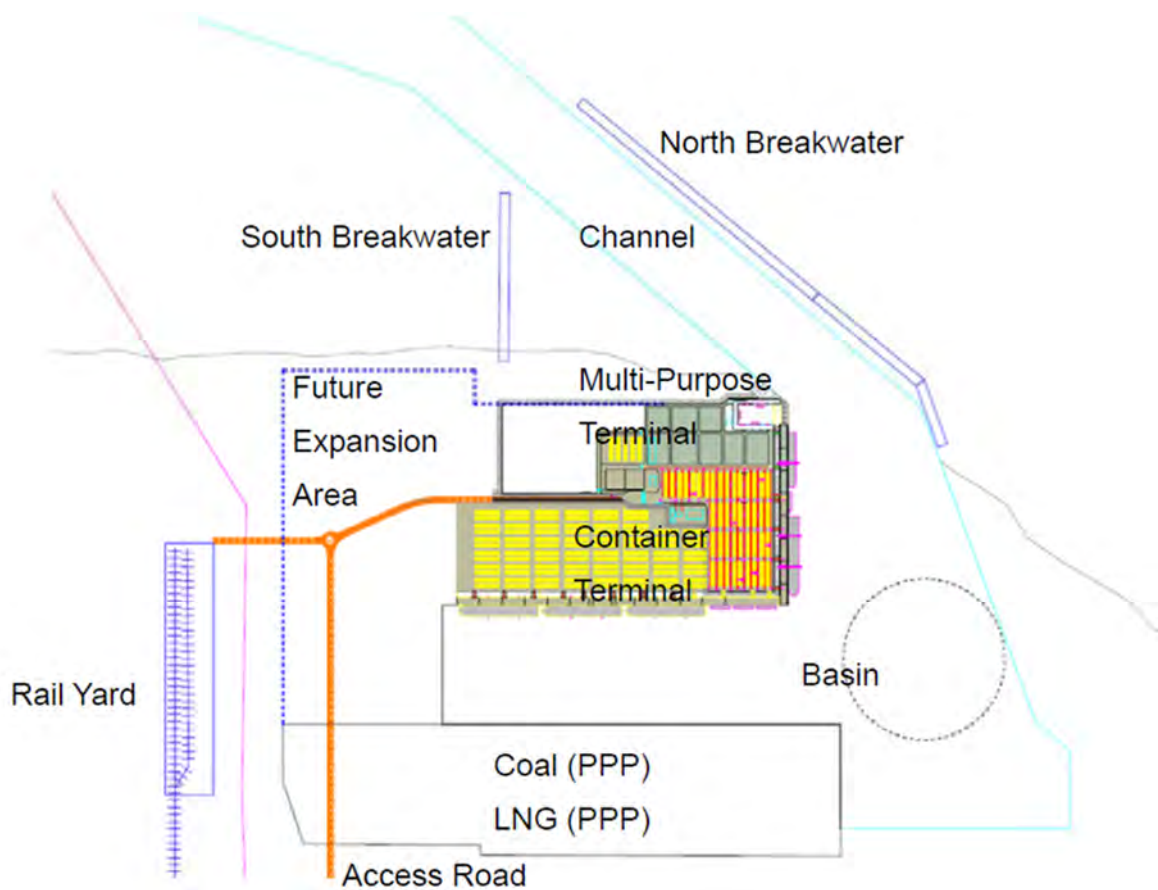 North Breakwater
South Breakwater
Channel
Future
Expansion
Area
Multi-Purpose
Terminal
Container
Terminal
Rail Yard
Basin
Coal (PPP)
LNG (PPP)
Access Road